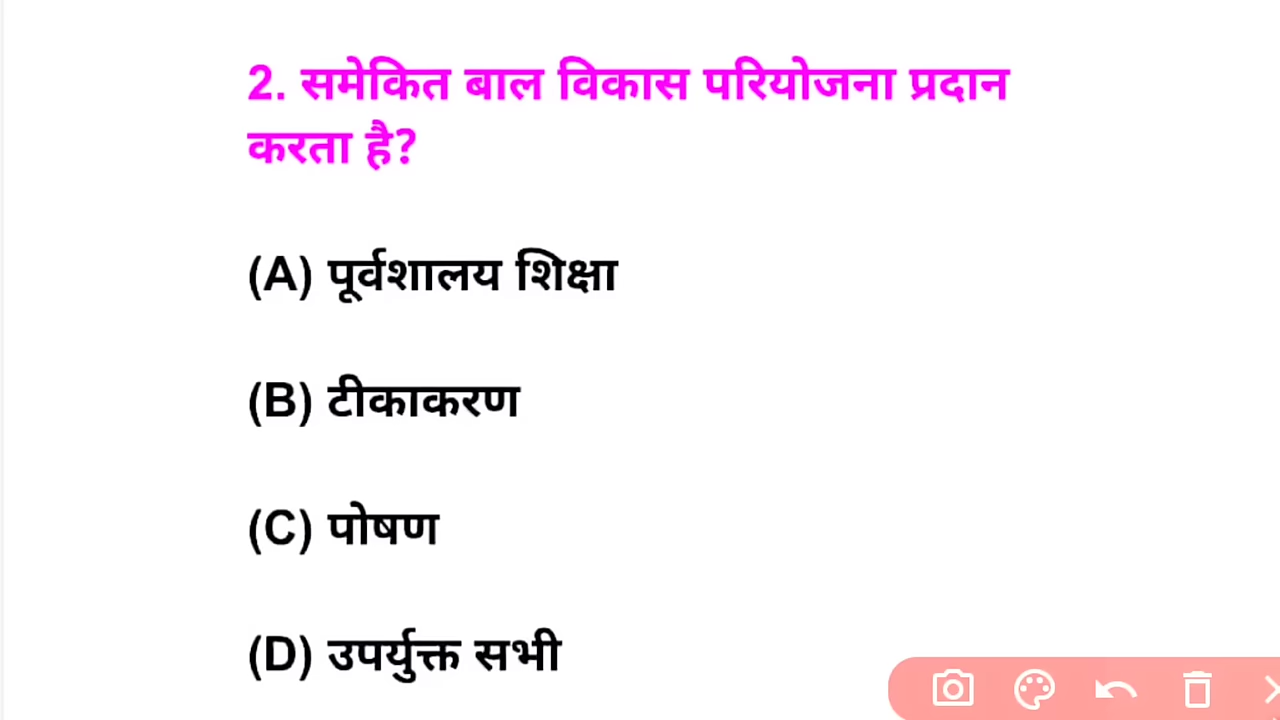 2. समेकित बाल विकास परियोजना प्रदान
करता है?
(A) पूर्वशालय शिक्षा
(B) टीकाकरण
(C) पोषण
(D) उपर्युक्त सभी